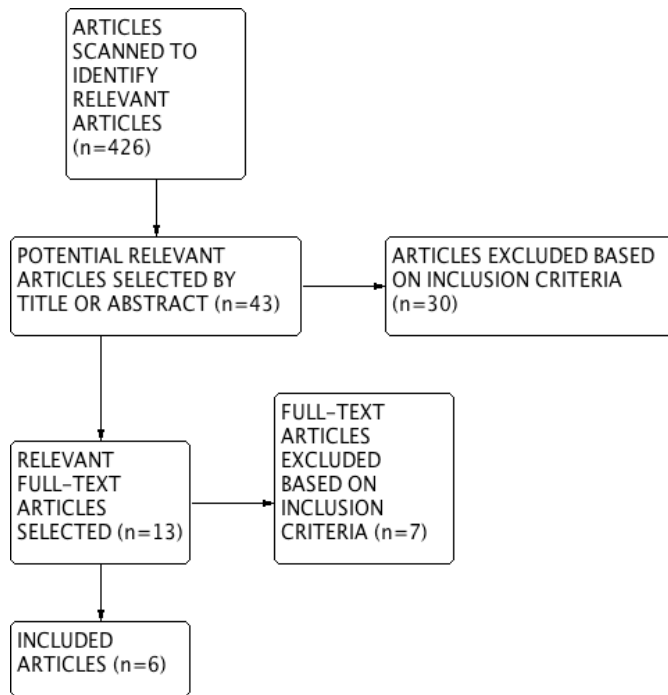 ARTICLES
SCANNED TO
IDENTIFY
RELEVANT
ARTICLES
(n=426)
POTENTIAL RELEVANT
ARTICLES SELECTED BY
TITLE OR ABSTRACT (n=43)
ARTICLES EXCLUDED BASED
ON INCLUSION CRITERIA
(n=30)
RELEVANT
FULL-TEXT
ARTICLES
SELECTED (n=13)
FULL-TEXT
ARTICLES
EXCLUDED
BASED ON
INCLUSION
CRITERIA (n=7)
INCLUDED
ARTICLES (n=6)